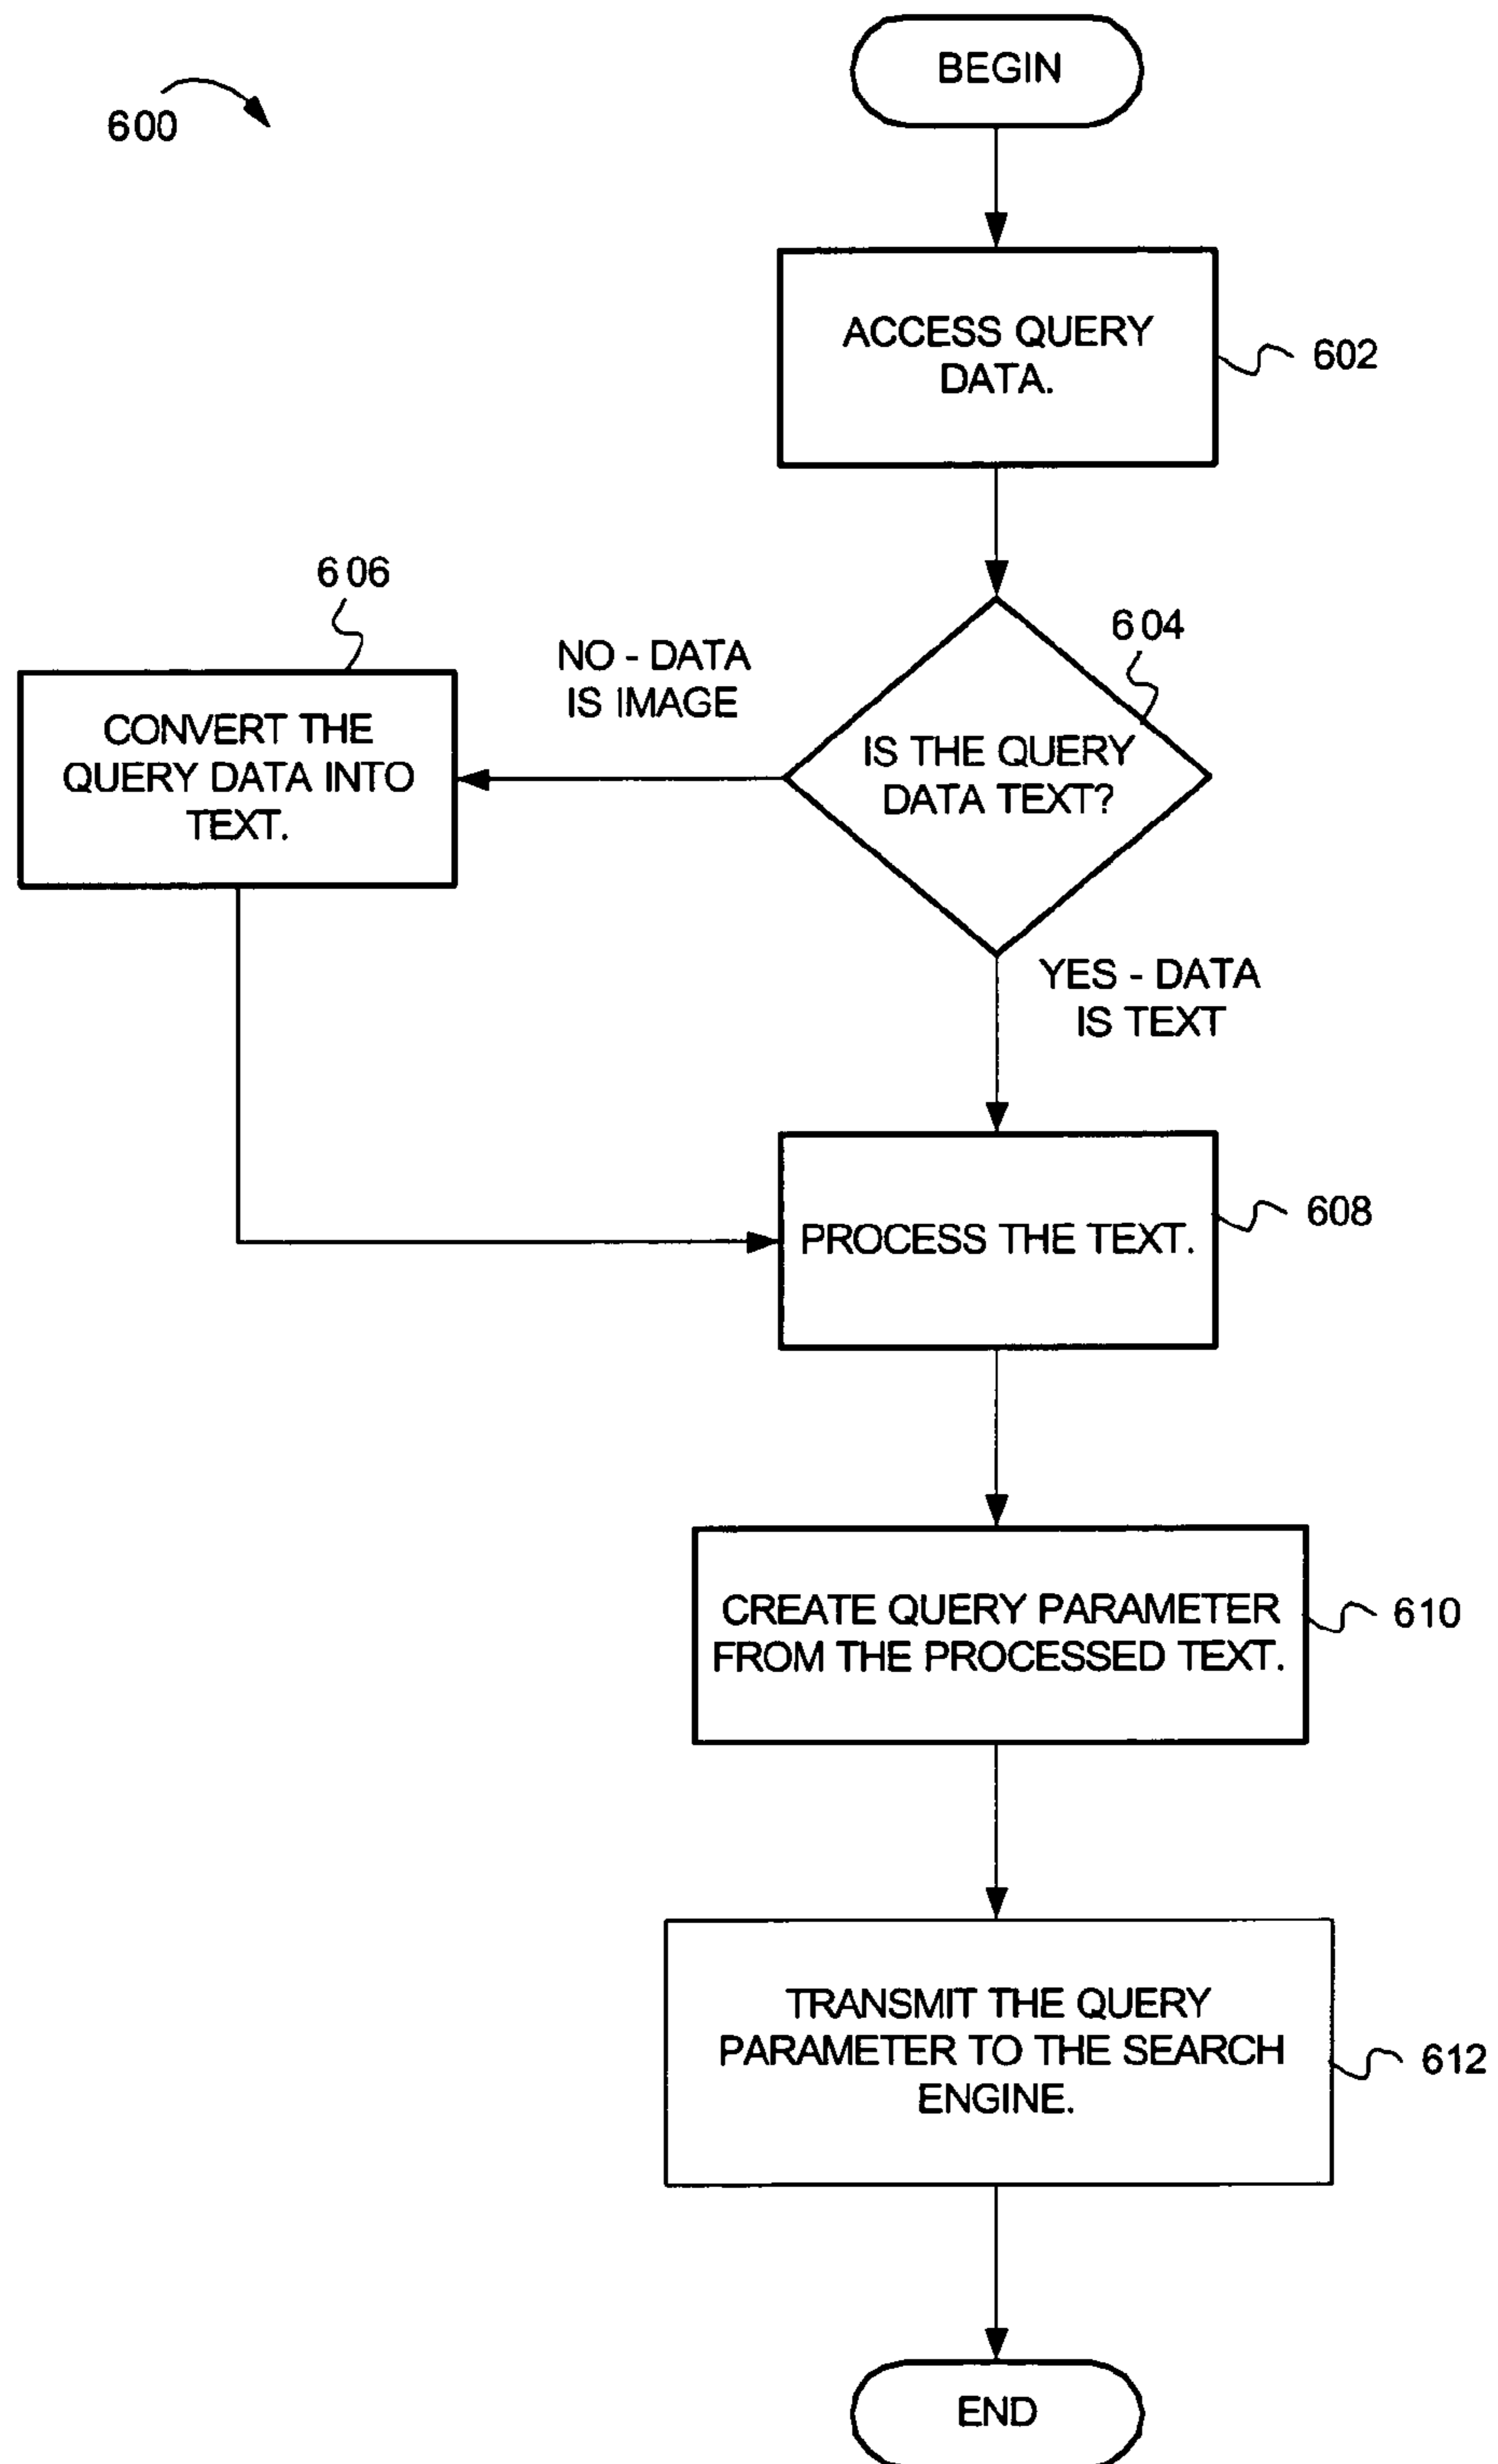 BEGIN
600
ACCESS QUERY
DATA.
602
606
604
NO - DATA
IS IMAGE
CONVERT THE
QUERY DATA INTO
TEXT.
IS THE QUERY
DATA TEXT?
YES - DATA
IS TEXT
608
PROCESS THE TEXT.
CREATE QUERY PARAMETER
FROM THE PROCESSED TEXT.
610
TRANSMIT THE QUERY
PARAMETER TO THE SEARCH
ENGINE.
612
END